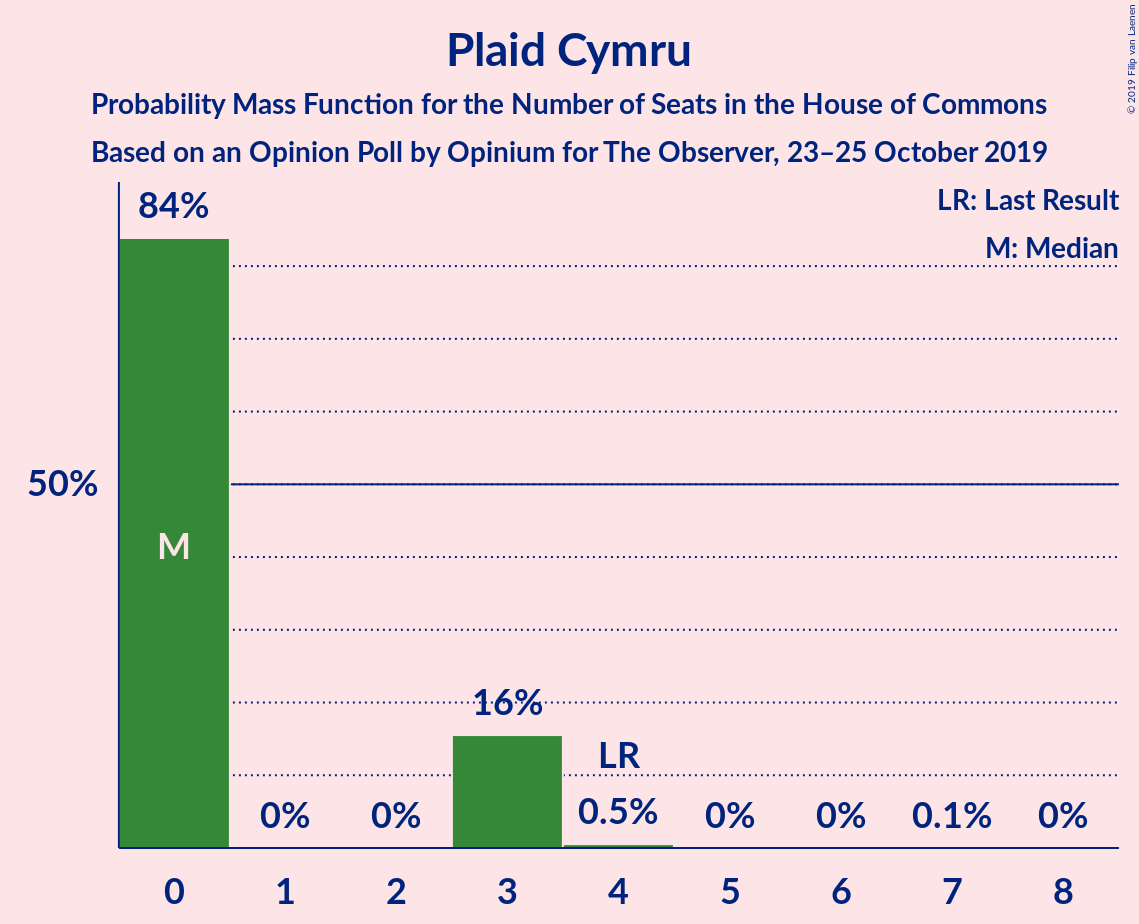 Plaid Cymru
Probability Mass Function for the Number of Seats in the House of Commons
Based on an Opinion Poll by Opinium for The Observer, 23–25 October 2019
© 2019 Filip van Laenen
LR: Last Result
M: Median
84%
50%
M
16%
LR
0% 0% 0.5% 0% 0% 0.1% 0%
0 1 2 3 4 5 6 7 8